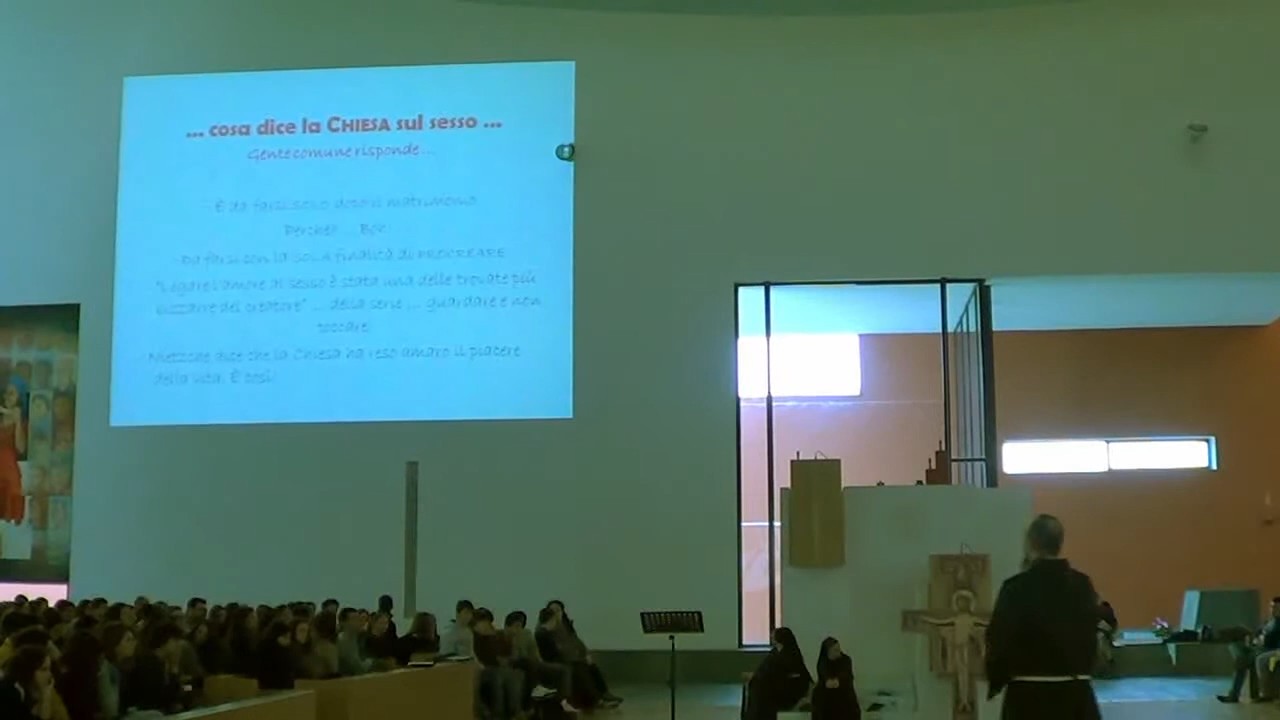 ... cosa dice la CHIESA sul sesso ...
Gente comune risponde ...
È da farsi solo dopo il matrimonio
Perché? ... Boh
Da farsi con la SOLA finalità di PROCREARE
"Legare l'amore al sesso è stata una delle trovate più
bizzarre del creatore" ... della serie ... guardare e non
toccare
Nietzche dice che la Chiesa ha reso amaro il piacere
della vita. È così